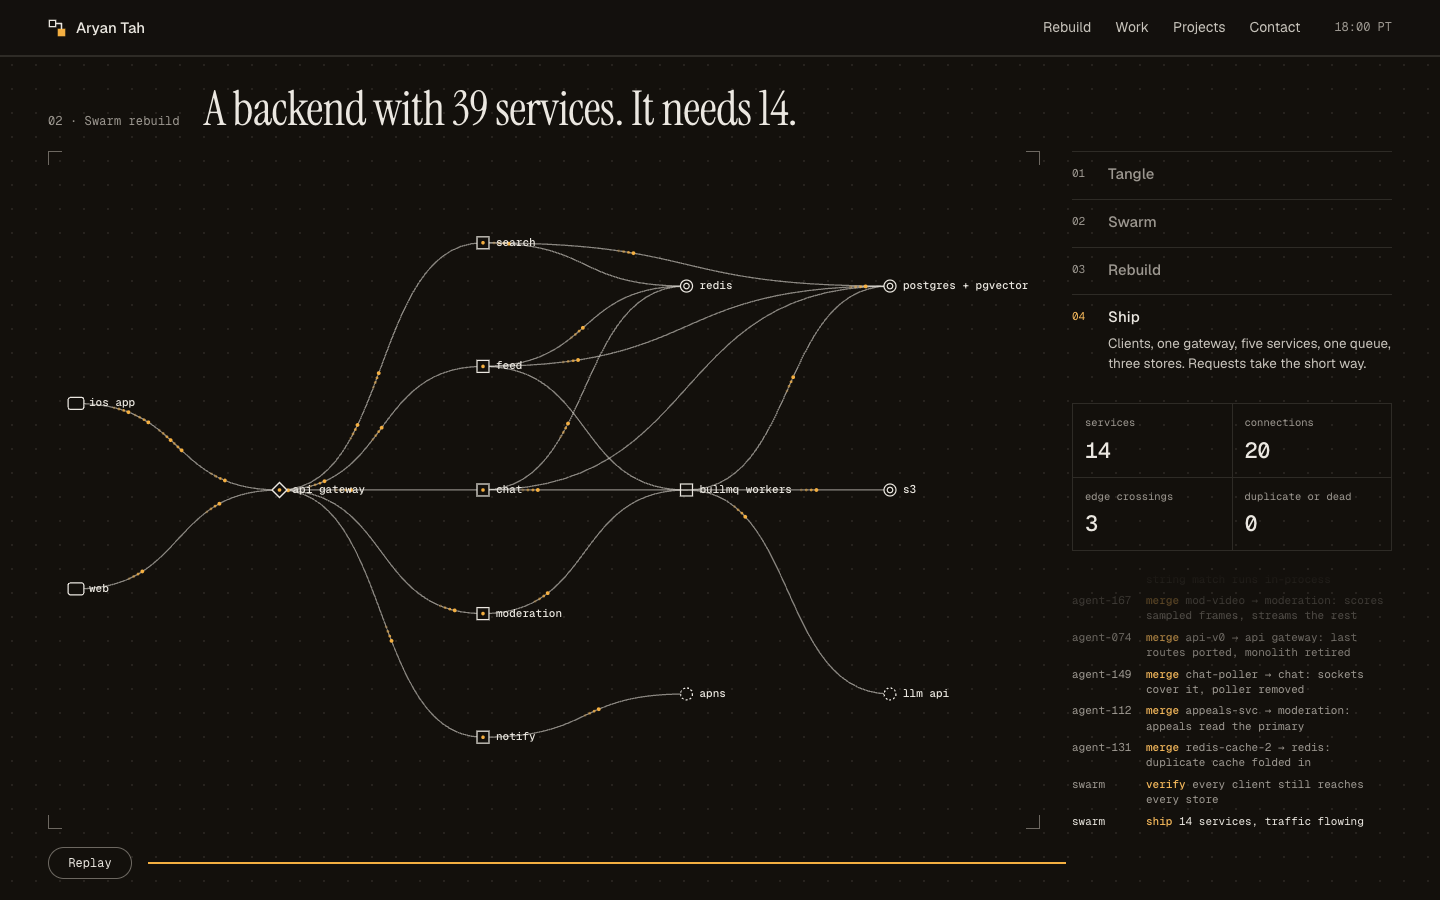 Aryan Tah
Rebuild Work Projects Contact 18:00 PT
02 · Swarm rebuild
A backend with 39 services. It needs 14.
search
redis
postgres + pgvector
feed
ios app
api gateway
chat
bullmq workers
s3
web
moderation
apns
llm api
notify
01 Tangle
02 Swarm
03 Rebuild
04 Ship
Clients, one gateway, five services, one queue,
three stores. Requests take the short way.
services
14
connections
20
edge crossings
3
duplicate or dead
0
sizing match runs in-process
agent-167 merge mod-video → moderation: scores
sampled frames, streams the rest
agent-074 merge api-v0 → api gateway: last
routes ported, monolith retired
agent-149 merge chat-poller → chat: sockets
cover it, poller removed
agent-112 merge appeals-svc → moderation:
appeals read the primary
agent-131 merge redis-cache-2 → redis:
duplicate cache folded in
swarm verify every client still reaches
every store
swarm ship 14 services, traffic flowing
Replay